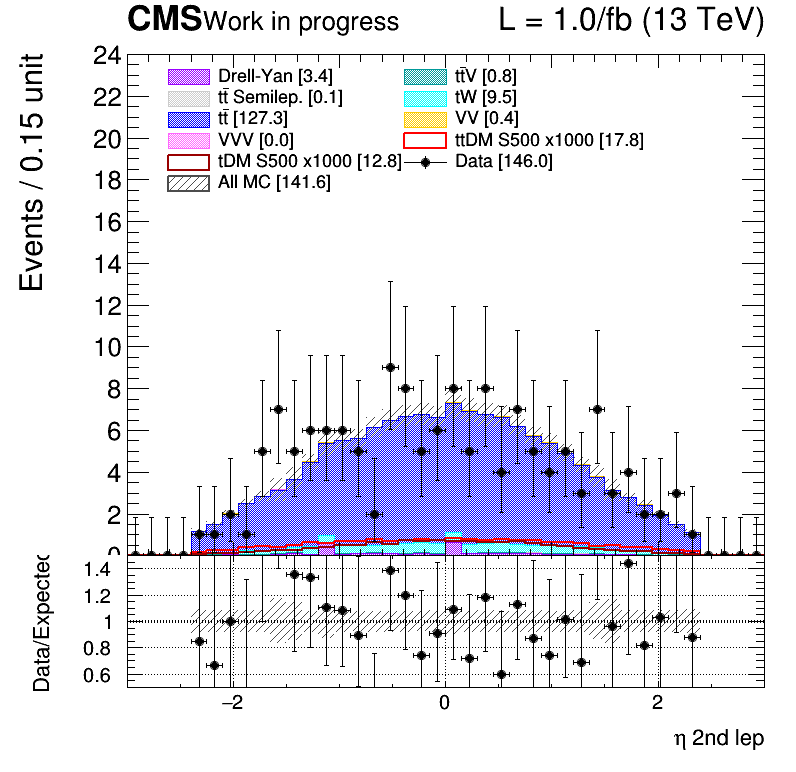 CMS Work in progress L = 1.0/fb (13 TeV)
Events / 0.15 unit
24
22
20
18
16
14
12
10
8
6
4
2
0
Drell-Yan [3.4]
tt̄V [0.8]
tt̄ Semilep. [0.1]
tW [9.5]
tt̄ [127.3]
VV [0.4]
VVV [0.0]
ttDM S500 x1000 [17.8]
tDM S500 x1000 [12.8]
Data [146.0]
All MC [141.6]
Data/Expected
1.4
1.2
1
0.8
0.6
−2 0 2
η 2nd lep